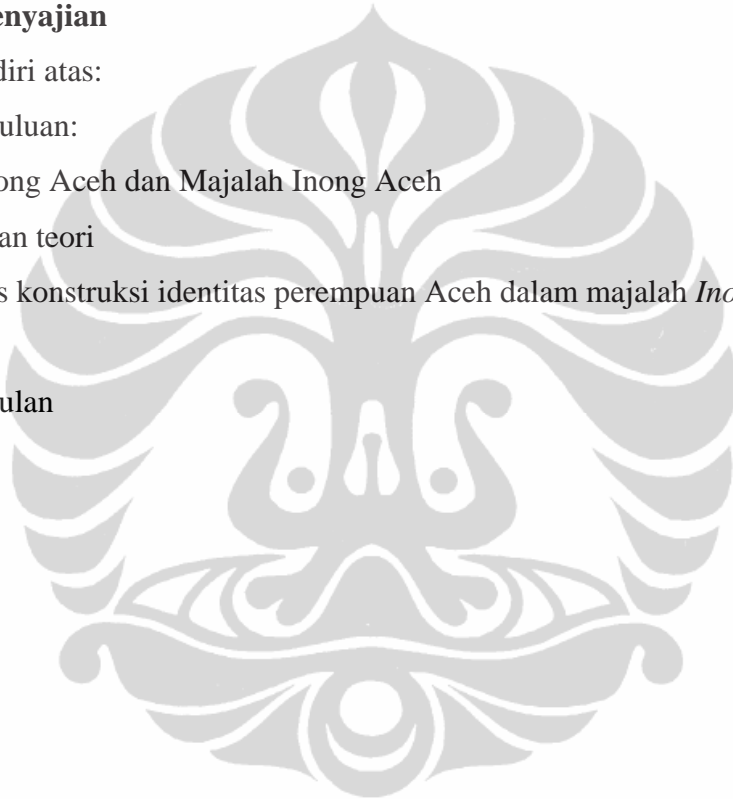 enyajian
diri atas:
uluan:
ong Aceh dan Majalah Inong Aceh
an teori
s konstruksi identitas perempuan Aceh dalam majalah Ino
ulan